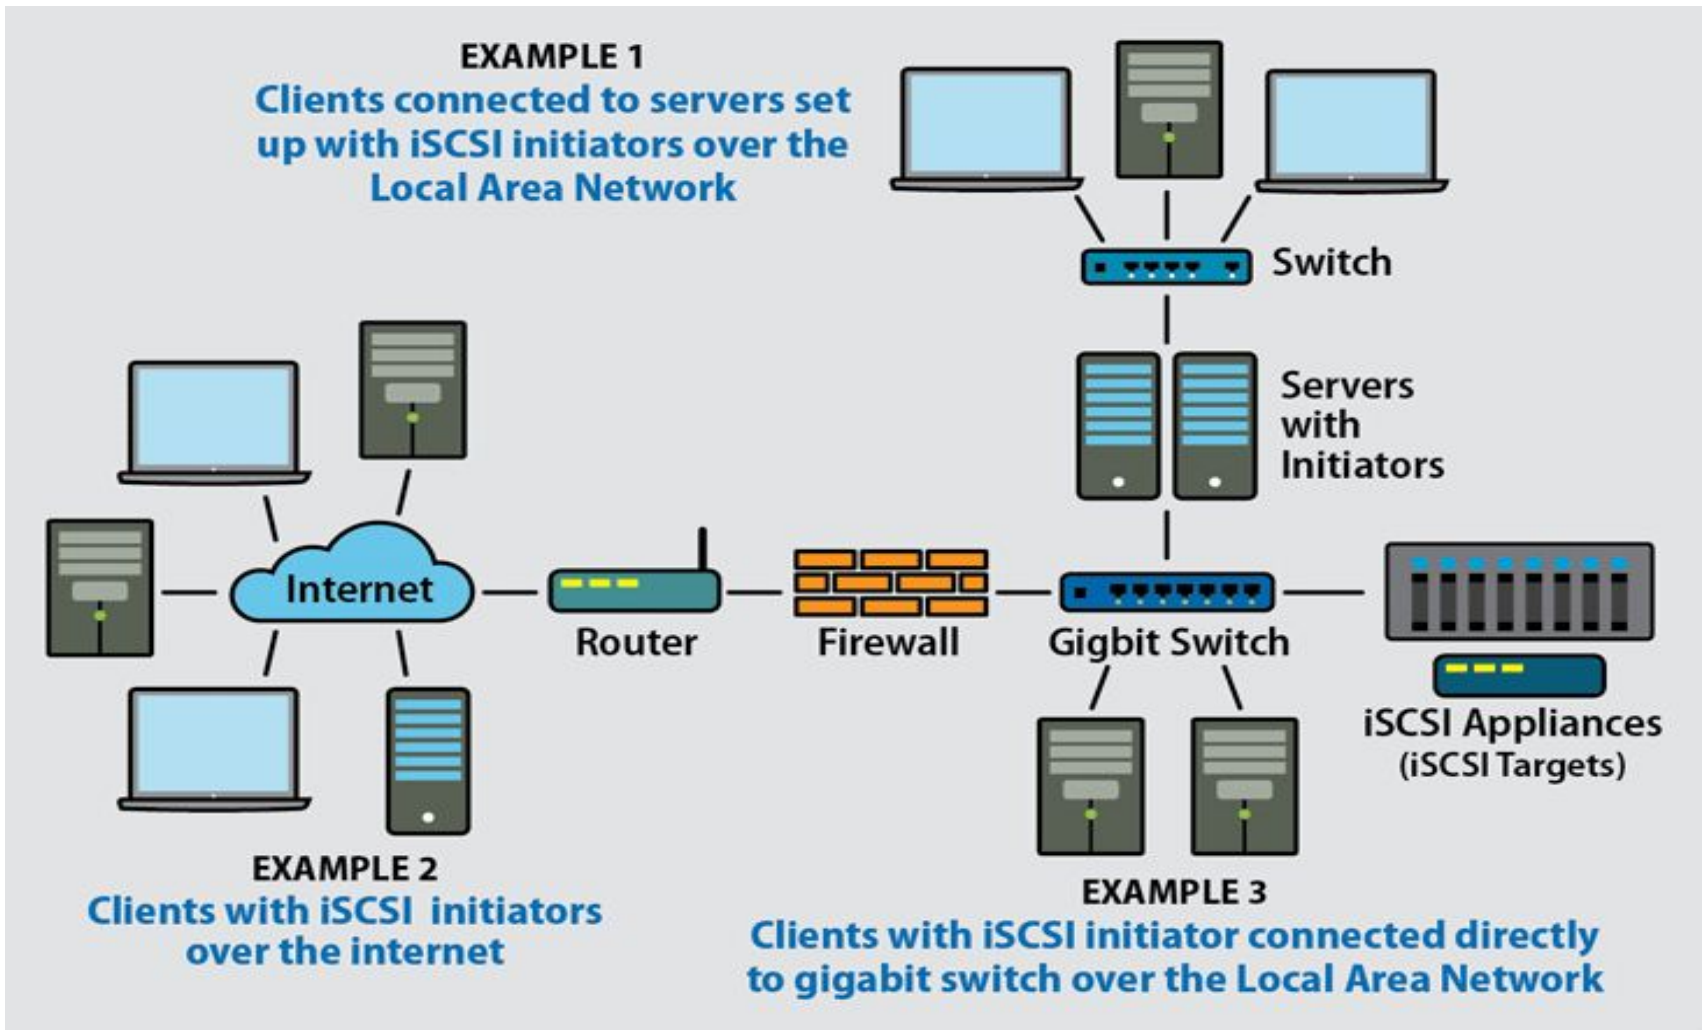 EXAMPLE 1
Clients connected to servers set
up with iSCSI initiators over the
Local Area Network
Switch
Servers
with
Initiators
Internet
Router
Firewall
Gigbit Switch
iSCSI Appliances
(iSCSI Targets)
EXAMPLE 2
Clients with iSCSI initiators
over the internet
EXAMPLE 3
Clients with iSCSI initiator connected directly
to gigabit switch over the Local Area Network